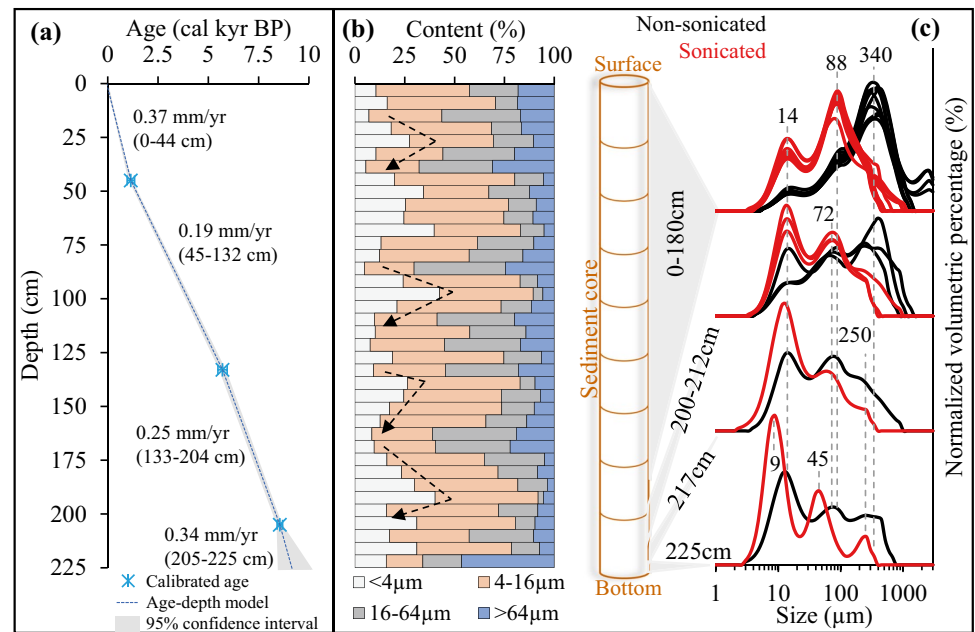 (a)
Age (cal kyr BP)
0 5 10
Depth (cm)
0
25
50
75
100
125
150
175
200
225
0.37 mm/yr
(0-44 cm)
0.19 mm/yr
(45-132 cm)
0.25 mm/yr
(133-204 cm)
0.34 mm/yr
(205-225 cm)
Calibrated age
Age-depth model
95% confidence interval
(b)
Content (%)
0 25 50 75 100
<4µm
4-16µm
16-64µm
>64µm
Surface
Sediment core
Bottom
0-180cm
200-212cm
217cm
225cm
Non-sonicated
Sonicated
(c)
14
88
340
72
250
9
45
1 10 100 1000
Size (µm)
Normalized volumetric percentage (%)